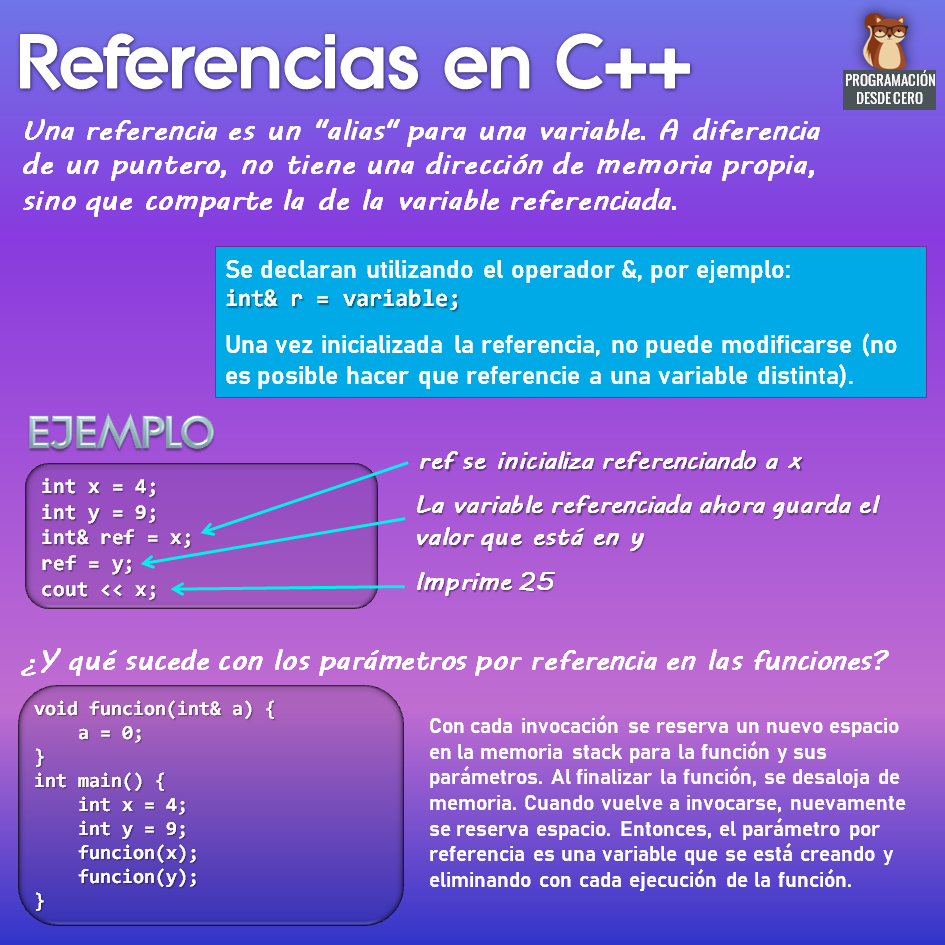 Referencias en C++
PROGRAMACIÓN
DESDE CERO
Una referencia es un "alias" para una variable. A diferencia
de un puntero, no tiene una dirección de memoria propia,
sino que comparte la de la variable referenciada.
Se declaran utilizando el operador &, por ejemplo:
int& r = variable;
Una vez inicializada la referencia, no puede modificarse (no
es posible hacer que referencie a una variable distinta).
EJEMPLO
int x = 4;
int y = 9;
int& ref = x;
ref = y;
cout << x;
ref se inicializa referenciando a x
La variable referenciada ahora guarda el
valor que está en y
Imprime 25
¿Y qué sucede con los parámetros por referencia en las funciones?
void funcion(int& a) {
    a = 0;
}
int main() {
    int x = 4;
    int y = 9;
    funcion(x);
    funcion(y);
}
Con cada invocación se reserva un nuevo espacio
en la memoria stack para la función y sus
parámetros. Al finalizar la función, se desaloja de
memoria. Cuando vuelve a invocarse, nuevamente
se reserva espacio. Entonces, el parámetro por
referencia es una variable que se está creando y
eliminando con cada ejecución de la función.